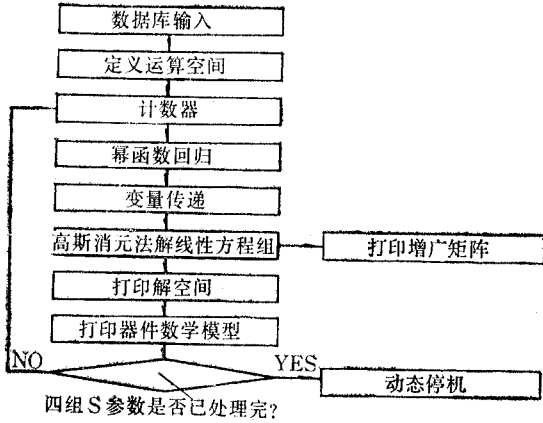 数据库输入
定义运算空间
计数器
幂函数回归
变量传递
高斯消元法解线性方程组
打印增广矩阵
打印解空间
打印器件数学模型
NO
YES
动态停机
四组S参数是否已处理完?